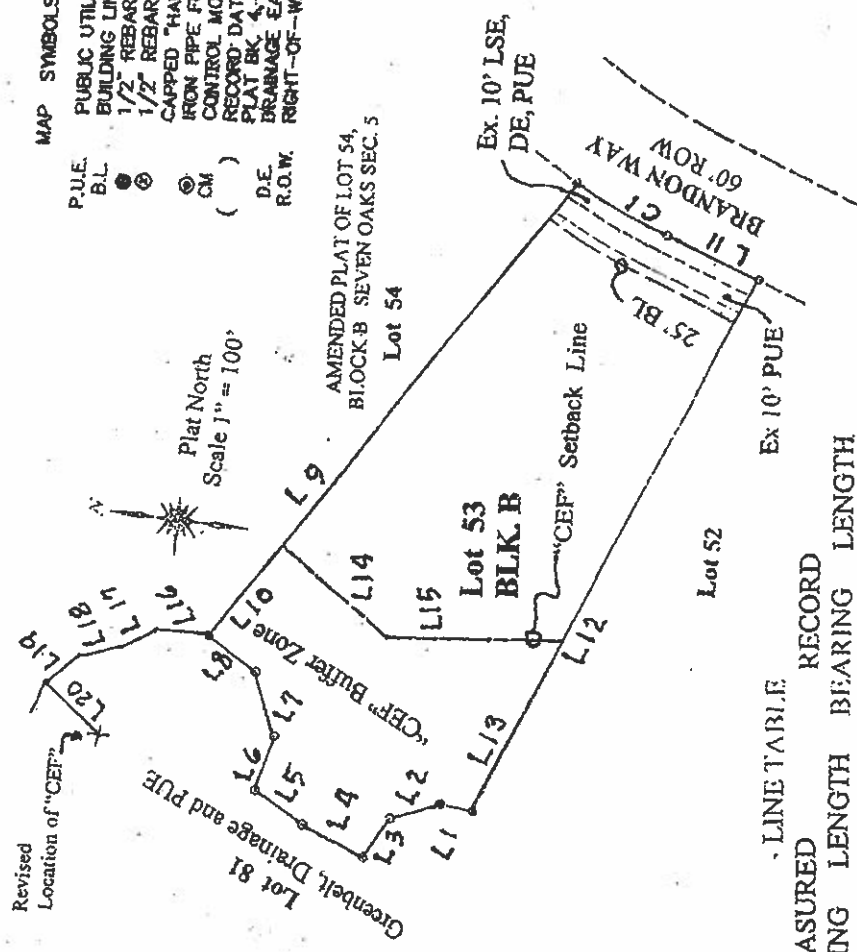 MAP SYMBOLS
P.U.E. PUBLIC UTIL
B.L. BUILDING LIN
1/2" REBAR
1/2" REBAR
CAPPED "HA
IRON PIPE F
CM CONTROL MO
( ) RECORD DAT
PLAT BK. 4,
D.E. DRAINAGE EA
R.O.W. RIGHT-OF-W
Revised
Location of "CEF"
L19
L18
L17
L16
L20
N
Plat North
Scale 1" = 100'
AMENDED PLAT OF LOT 54,
BLOCK B SEVEN OAKS SEC. 5
Lot 54
Ex. 10' LSE,
DE, PUE
BRANDON WAY
60' ROW
C1
L11
25' BL
Ex 10' PUE
L9
L10
L8
L7
L6
L5
L4
L3
L2
L1
L14
L15
L12
L13
"CEF" Buffer Zone
Lot 81
Greenbelt, Drainage and PUE
Lot 53
BLK. B
"CEF" Setback Line
Lot 52
LINE TABLE
ASURED RECORD
NG LENGTH BEARING LENGTH